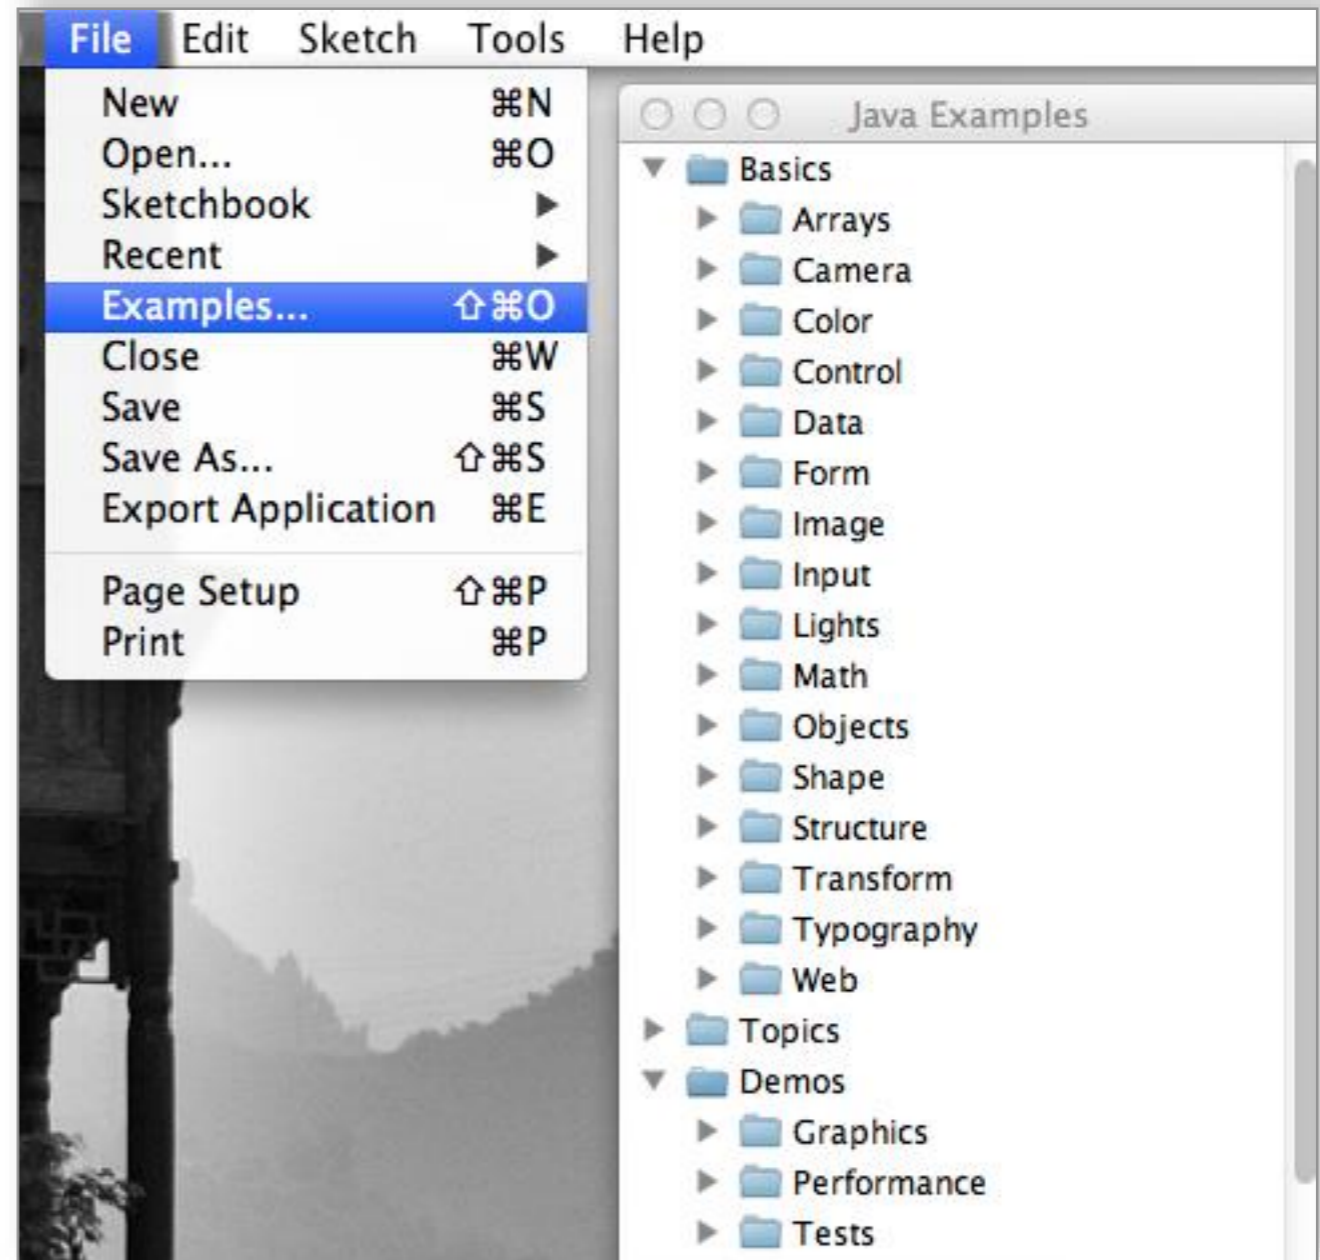 File Edit Sketch Tools Help
New ⌘N
Open... ⌘O
Sketchbook ▶
Recent ▶
Examples... ⇧⌘O
Close ⌘W
Save ⌘S
Save As... ⇧⌘S
Export Application ⌘E
Page Setup ⇧⌘P
Print ⌘P
Java Examples
Basics
Arrays
Camera
Color
Control
Data
Form
Image
Input
Lights
Math
Objects
Shape
Structure
Transform
Typography
Web
Topics
Demos
Graphics
Performance
Tests